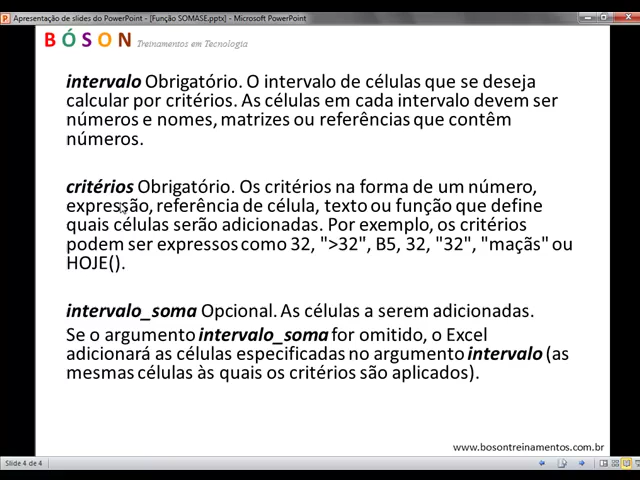 Apresentação de slides do PowerPoint - [Função SOMASE.pptx] - Microsoft PowerPoint
BÓSON Treinamentos em Tecnologia
intervalo Obrigatório. O intervalo de células que se deseja
calcular por critérios. As células em cada intervalo devem ser
números e nomes, matrizes ou referências que contêm
números.
critérios Obrigatório. Os critérios na forma de um número,
expressão, referência de célula, texto ou função que define
quais células serão adicionadas. Por exemplo, os critérios
podem ser expressos como 32, ">32", B5, 32, "32", "maçãs" ou
HOJE().
intervalo_soma Opcional. As células a serem adicionadas.
Se o argumento intervalo_soma for omitido, o Excel
adicionará as células especificadas no argumento intervalo (as
mesmas células às quais os critérios são aplicados).
www.bosontreinamentos.com.br
Slide 4 de 4